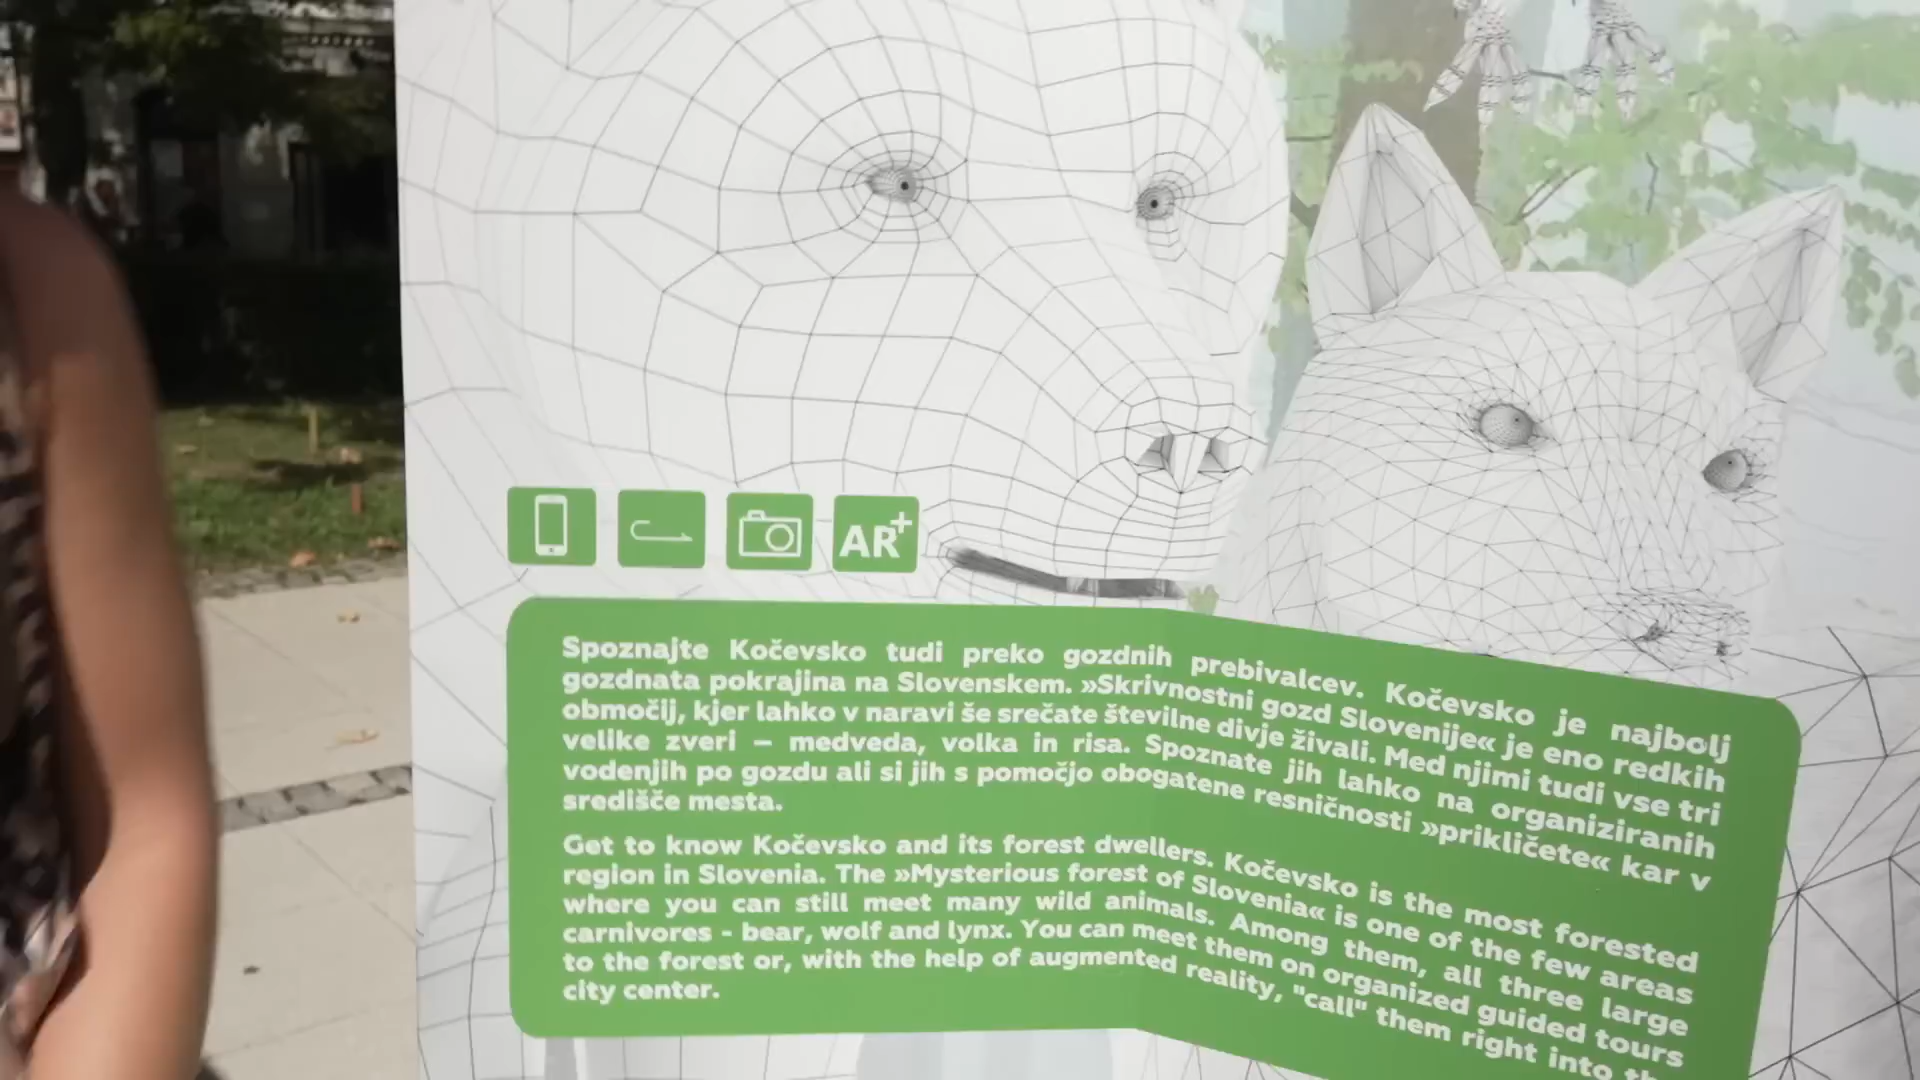 AR+
Spoznajte Kočevsko tudi preko gozdnih prebivalcev. Kočevsko je najbolj
gozdnata pokrajina na Slovenskem. »Skrivnostni gozd Slovenije« je eno redkih
območij, kjer lahko v naravi še srečate številne divje živali. Med njimi tudi vse tri
velike zveri – medveda, volka in risa. Spoznate jih lahko na organiziranih
vodenjih po gozdu ali si jih s pomočjo obogatene resničnosti »prikličete« kar v
središče mesta.
Get to know Kočevsko and its forest dwellers. Kočevsko is the most forested
region in Slovenia. The »Mysterious forest of Slovenia« is one of the few areas
where you can still meet many wild animals. Among them, all three large
carnivores - bear, wolf and lynx. You can meet them on organized guided tours
to the forest or, with the help of augmented reality, "call" them right into
city center.